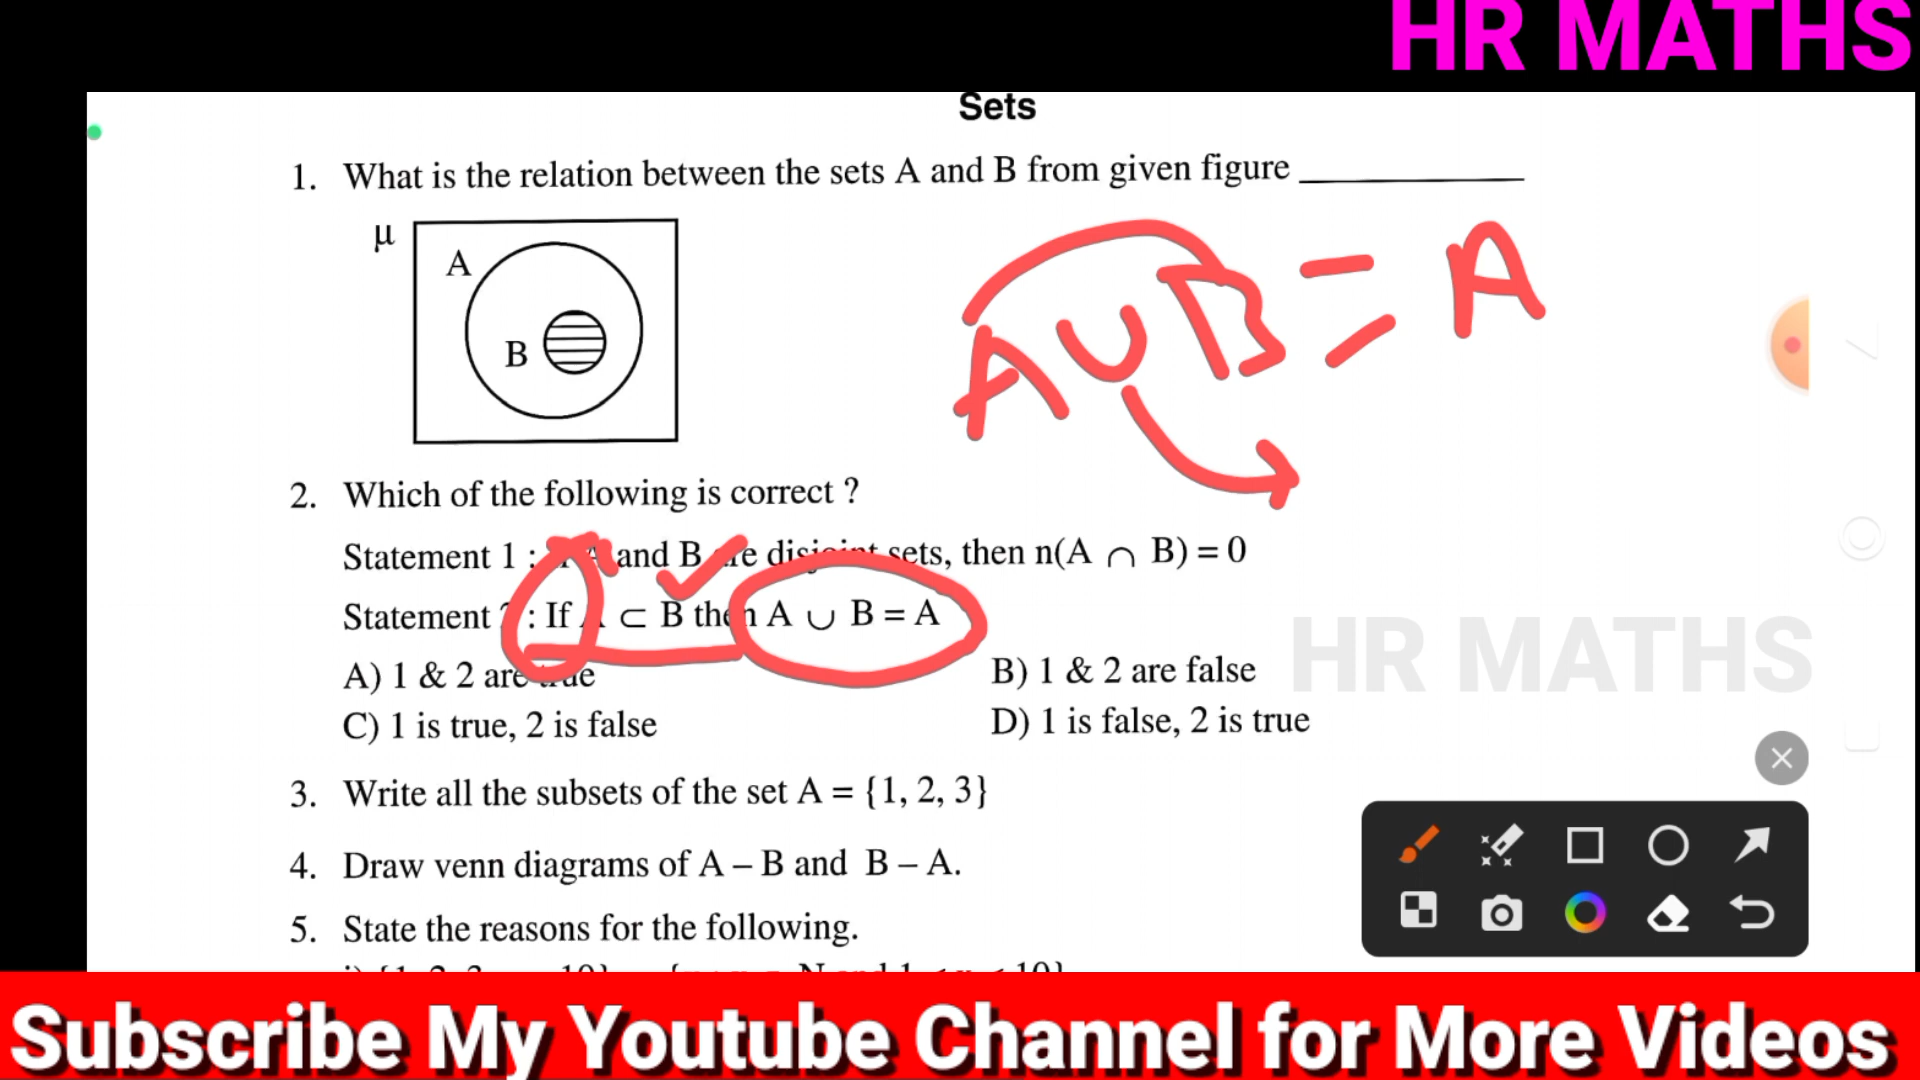 HR MATHS
Sets
1. What is the relation between the sets A and B from given figure ____________
μ
A
B
A ∪ B = A
2. Which of the following is correct ?
Statement 1 : A and B disjoint sets, then n(A ∩ B) = 0
Statement : If A ⊂ B then A ∪ B = A
A) 1 & 2 are true
B) 1 & 2 are false
C) 1 is true, 2 is false
D) 1 is false, 2 is true
HR MATHS
3. Write all the subsets of the set A = {1, 2, 3}
4. Draw venn diagrams of A – B and B – A.
5. State the reasons for the following.
Subscribe My Youtube Channel for More Videos